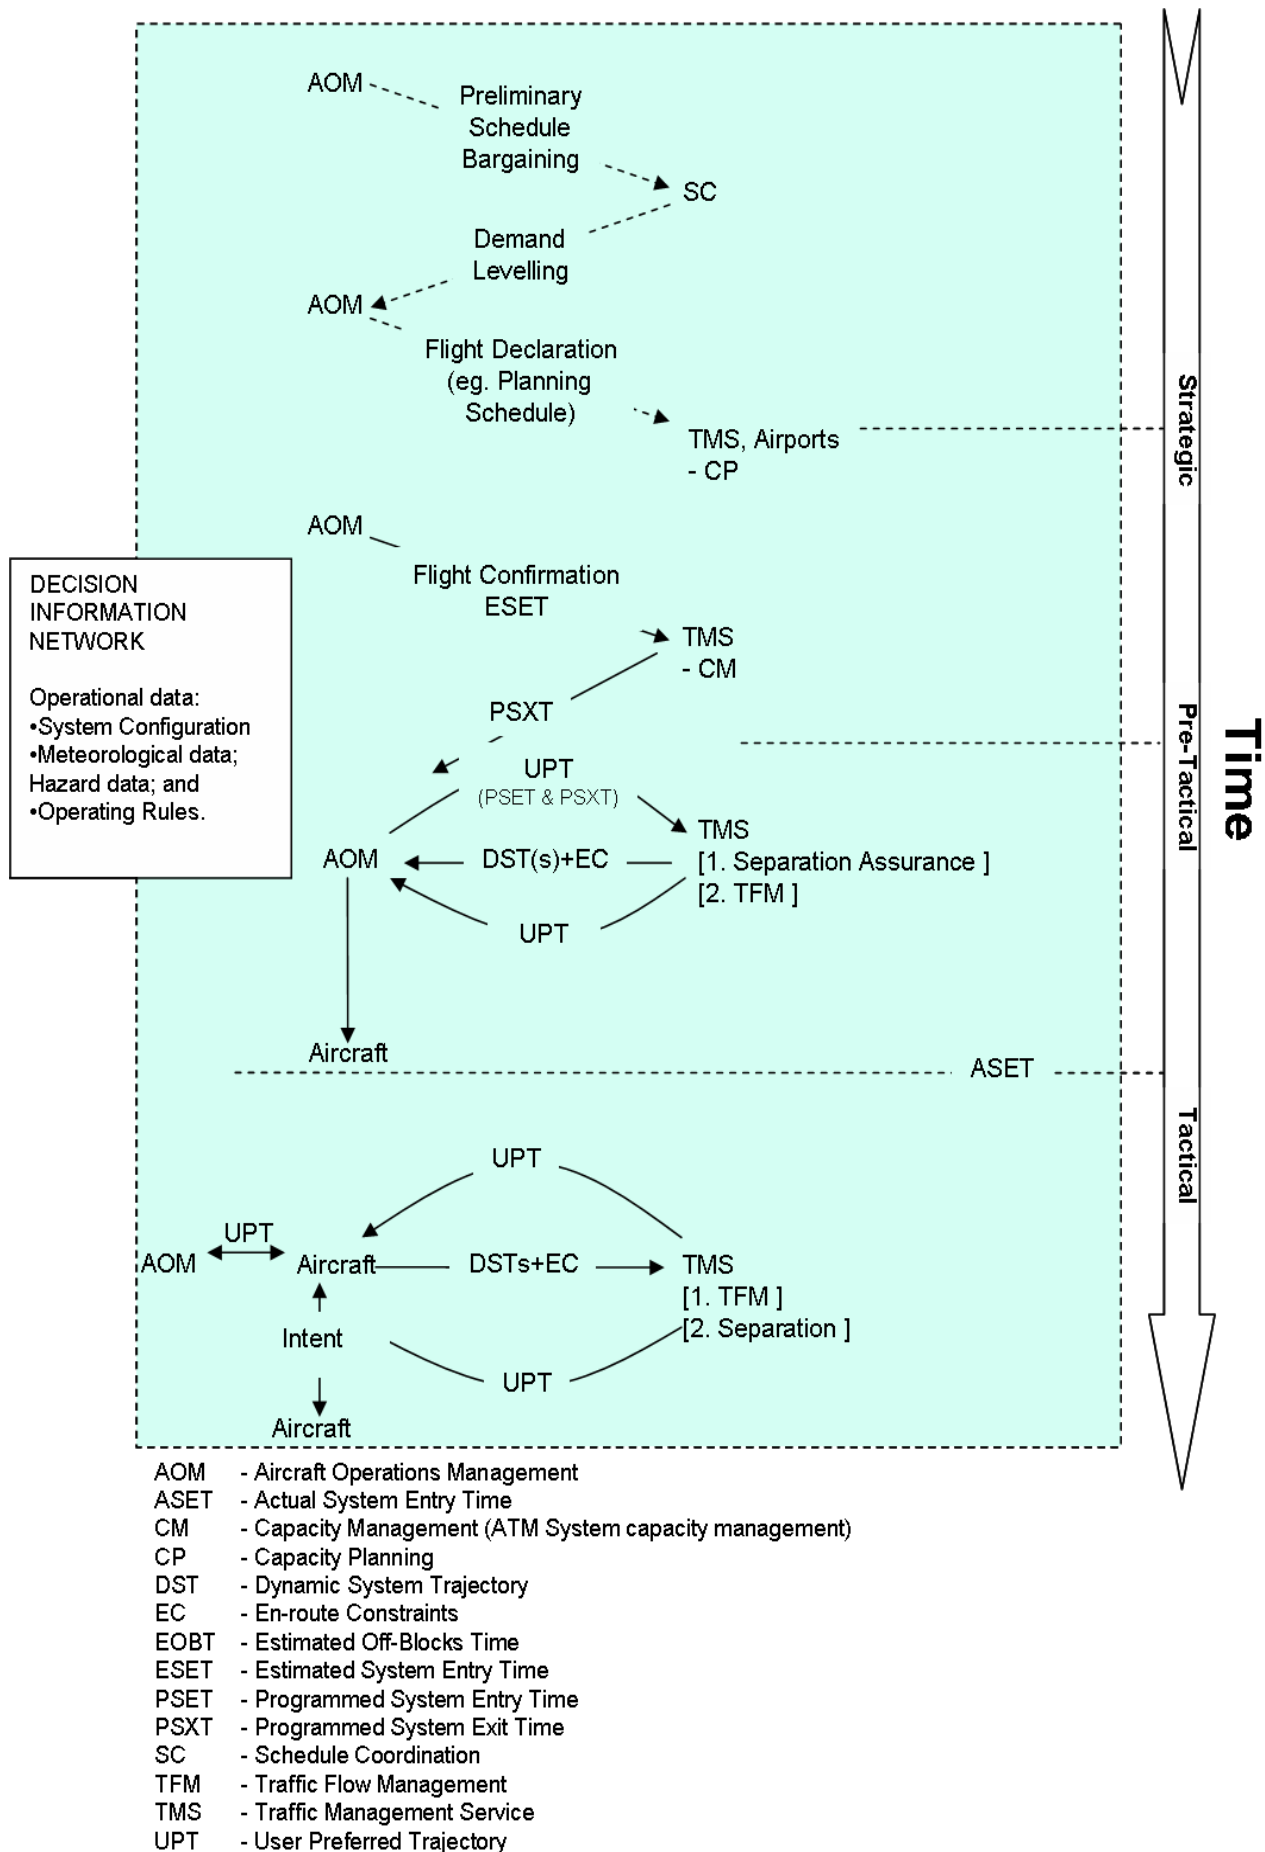 AOM
Preliminary
Schedule
Bargaining
SC
Demand
Levelling
AOM
Flight Declaration
(eg. Planning
Schedule)
TMS, Airports
- CP
Strategic
AOM
Flight Confirmation
ESET
TMS
- CM
DECISION
INFORMATION
NETWORK
Operational data:
•System Configuration
•Meteorological data;
Hazard data; and
•Operating Rules.
PSXT
UPT
(PSET & PSXT)
TMS
[1. Separation Assurance ]
[2. TFM ]
AOM
DST(s)+EC
UPT
Pre-Tactical
Time
Aircraft
ASET
Tactical
UPT
UPT
AOM
Aircraft
DSTs+EC
TMS
[1. TFM ]
[2. Separation ]
Intent
UPT
Aircraft
AOM - Aircraft Operations Management
ASET - Actual System Entry Time
CM - Capacity Management (ATM System capacity management)
CP - Capacity Planning
DST - Dynamic System Trajectory
EC - En-route Constraints
EOBT - Estimated Off-Blocks Time
ESET - Estimated System Entry Time
PSET - Programmed System Entry Time
PSXT - Programmed System Exit Time
SC - Schedule Coordination
TFM - Traffic Flow Management
TMS - Traffic Management Service
UPT - User Preferred Trajectory